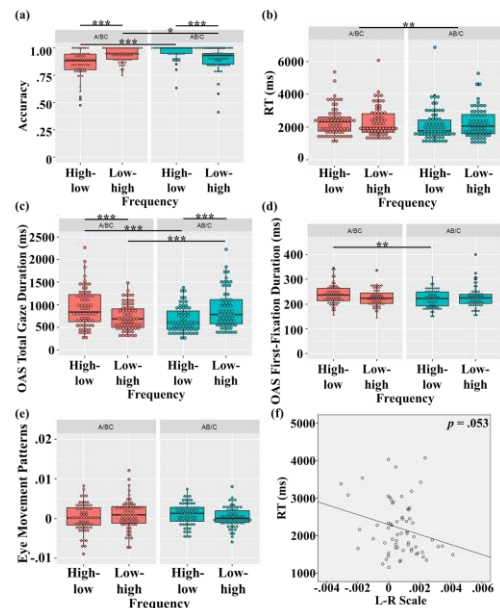 (a)
***
***
*
***
A/BC
AB/C
Accuracy
1.00
.75
.50
.25
.00
High-low
Low-high
High-low
Low-high
Frequency
(b)
**
A/BC
AB/C
RT (ms)
6000
4000
2000
0
High-low
Low-high
High-low
Low-high
Frequency
(c)
***
***
***
***
A/BC
AB/C
OAS Total Gaze Duration (ms)
2500
2000
1500
1000
500
0
High-low
Low-high
High-low
Low-high
Frequency
(d)
A/BC
AB/C
**
OAS First-Fixation Duration (ms)
400
300
200
100
0
High-low
Low-high
High-low
Low-high
Frequency
(e)
A/BC
AB/C
Eye Movement Patterns
.02
.01
0
-.01
High-low
Low-high
High-low
Low-high
Frequency
(f)
p = .053
RT (ms)
5000
4000
3000
2000
1000
-.004
-.002
0
.002
.004
.006
L-R Scale